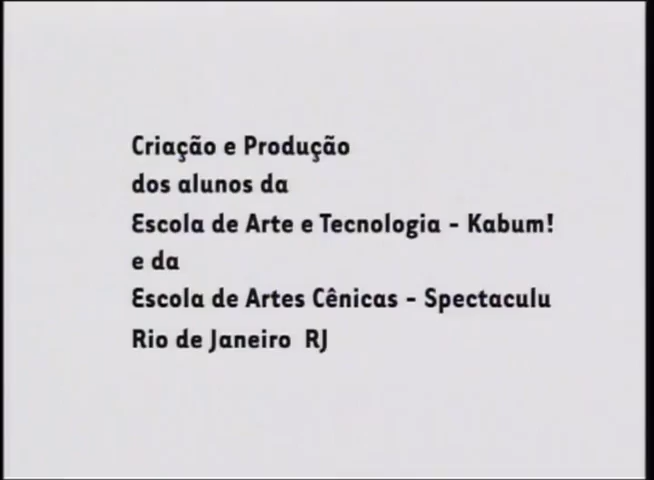 Criação e Produção
dos alunos da
Escola de Arte e Tecnologia - Kabum!
e da
Escola de Artes Cênicas - Spectaculu
Rio de Janeiro RJ